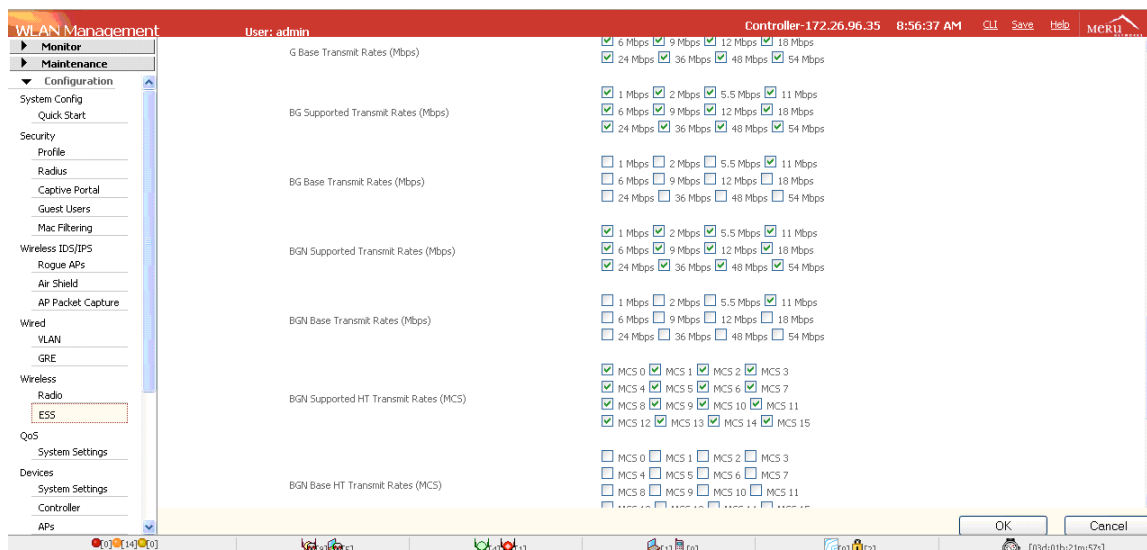 WLAN Management
User: admin
Controller-172.26.96.35 8:56:37 AM CLI Save Help MERU
Monitor
Maintenance
Configuration
System Config
Quick Start
Security
Profile
Radius
Captive Portal
Guest Users
Mac Filtering
Wireless IDS/IPS
Rogue APs
Air Shield
AP Packet Capture
Wired
VLAN
GRE
Wireless
Radio
ESS
QoS
System Settings
Devices
System Settings
Controller
APs
G Base Transmit Rates (Mbps)
6 Mbps 9 Mbps 12 Mbps 18 Mbps
24 Mbps 36 Mbps 48 Mbps 54 Mbps
BG Supported Transmit Rates (Mbps)
1 Mbps 2 Mbps 5.5 Mbps 11 Mbps
6 Mbps 9 Mbps 12 Mbps 18 Mbps
24 Mbps 36 Mbps 48 Mbps 54 Mbps
BG Base Transmit Rates (Mbps)
1 Mbps 2 Mbps 5.5 Mbps 11 Mbps
6 Mbps 9 Mbps 12 Mbps 18 Mbps
24 Mbps 36 Mbps 48 Mbps 54 Mbps
BGN Supported Transmit Rates (Mbps)
1 Mbps 2 Mbps 5.5 Mbps 11 Mbps
6 Mbps 9 Mbps 12 Mbps 18 Mbps
24 Mbps 36 Mbps 48 Mbps 54 Mbps
BGN Base Transmit Rates (Mbps)
1 Mbps 2 Mbps 5.5 Mbps 11 Mbps
6 Mbps 9 Mbps 12 Mbps 18 Mbps
24 Mbps 36 Mbps 48 Mbps 54 Mbps
BGN Supported HT Transmit Rates (MCS)
MCS 0 MCS 1 MCS 2 MCS 3
MCS 4 MCS 5 MCS 6 MCS 7
MCS 8 MCS 9 MCS 10 MCS 11
MCS 12 MCS 13 MCS 14 MCS 15
BGN Base HT Transmit Rates (MCS)
MCS 0 MCS 1 MCS 2 MCS 3
MCS 4 MCS 5 MCS 6 MCS 7
MCS 8 MCS 9 MCS 10 MCS 11
OK Cancel
[0] [14] [0] [03d:01h:21m:57s]